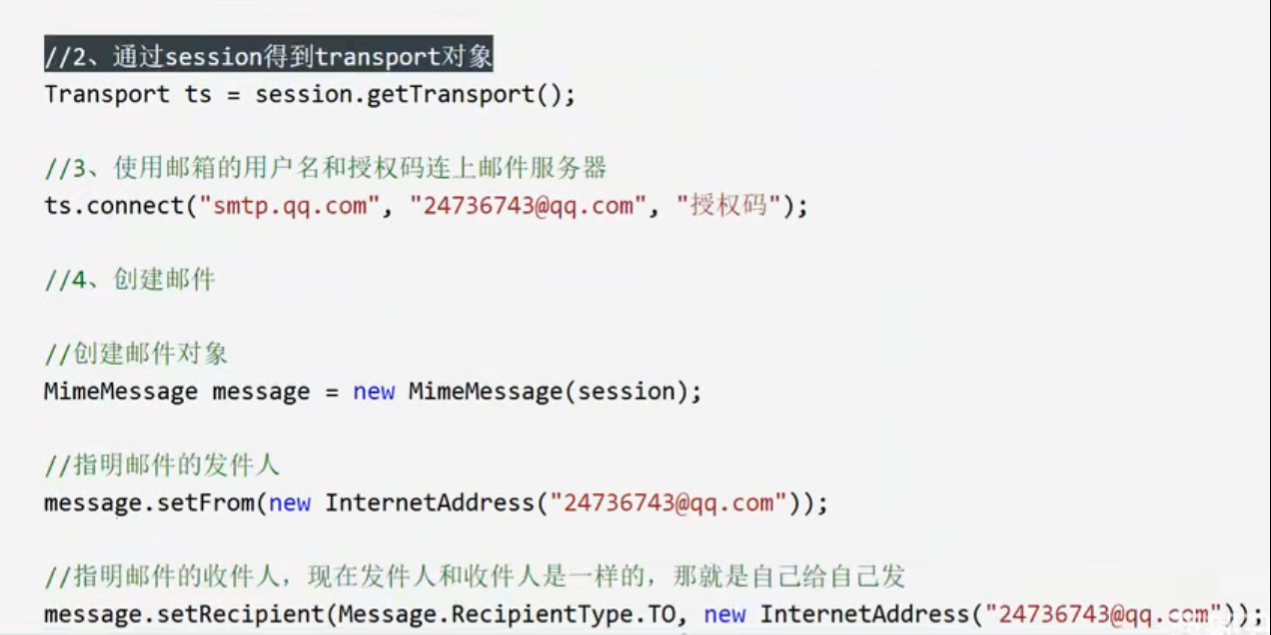 //2、通过session得到transport对象
Transport ts = session.getTransport();
//3、使用邮箱的用户名和授权码连上邮件服务器
ts.connect("smtp.qq.com", "24736743@qq.com", "授权码");
//4、创建邮件
//创建邮件对象
MimeMessage message = new MimeMessage(session);
//指明邮件的发件人
message.setFrom(new InternetAddress("24736743@qq.com"));
//指明邮件的收件人，现在发件人和收件人是一样的，那就是自己给自己发
message.setRecipient(Message.RecipientType.TO, new InternetAddress("24736743@qq.com"));